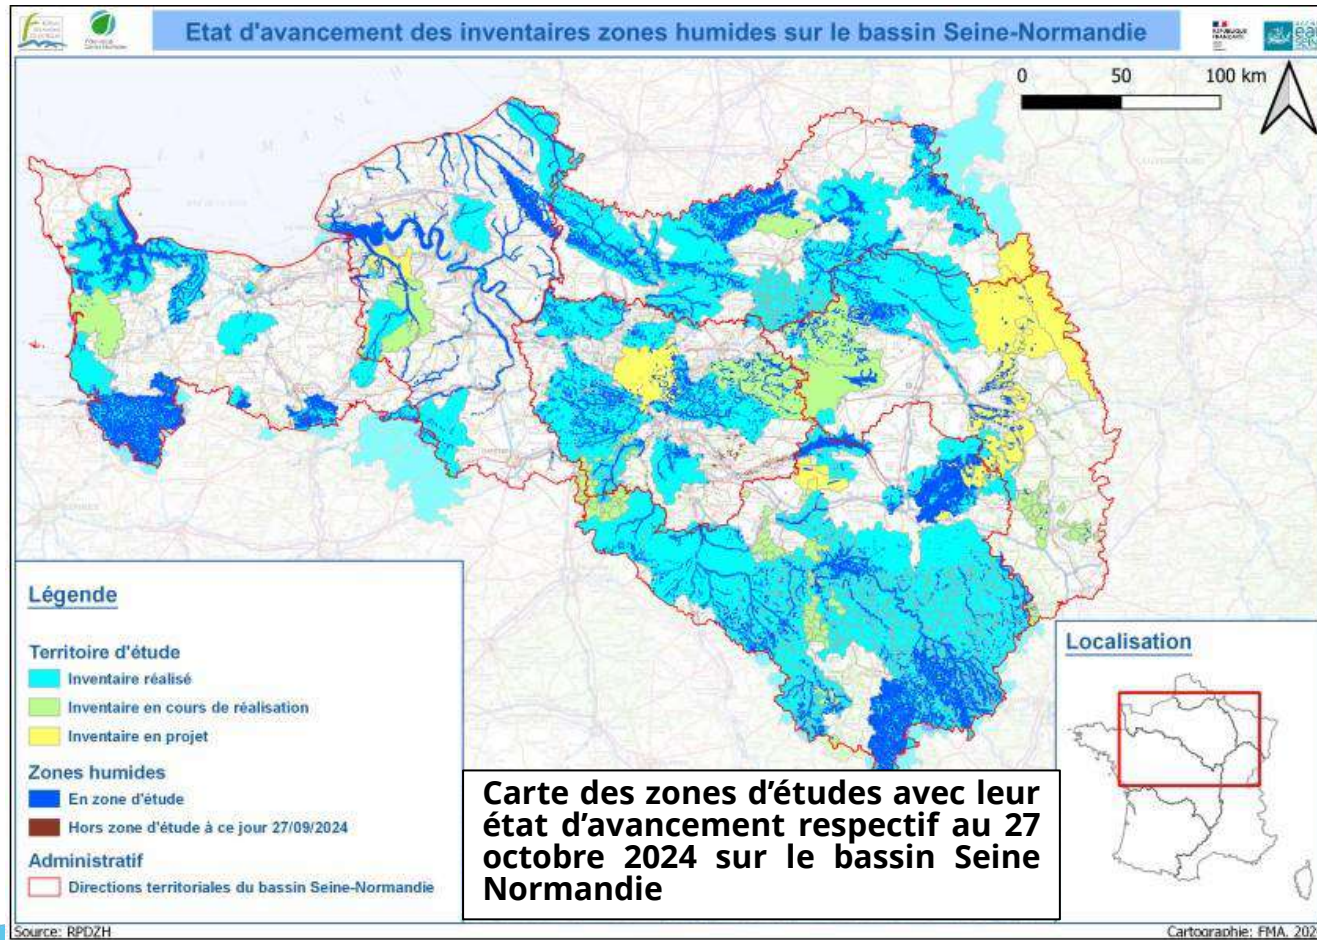 Etat d'avancement des inventaires zones humides sur le bassin Seine-Normandie
RÉPUBLIQUE
FRANÇAISE
0 50 100 km
Légende
Territoire d'étude
Inventaire réalisé
Inventaire en cours de réalisation
Inventaire en projet
Zones humides
En zone d'étude
Hors zone d'étude à ce jour 27/09/2024
Administratif
Directions territoriales du bassin Seine-Normandie
Localisation
Carte des zones d'études avec leur
état d'avancement respectif au 27
octobre 2024 sur le bassin Seine
Normandie
Source: RPDZH
Cartographie: FMA, 202